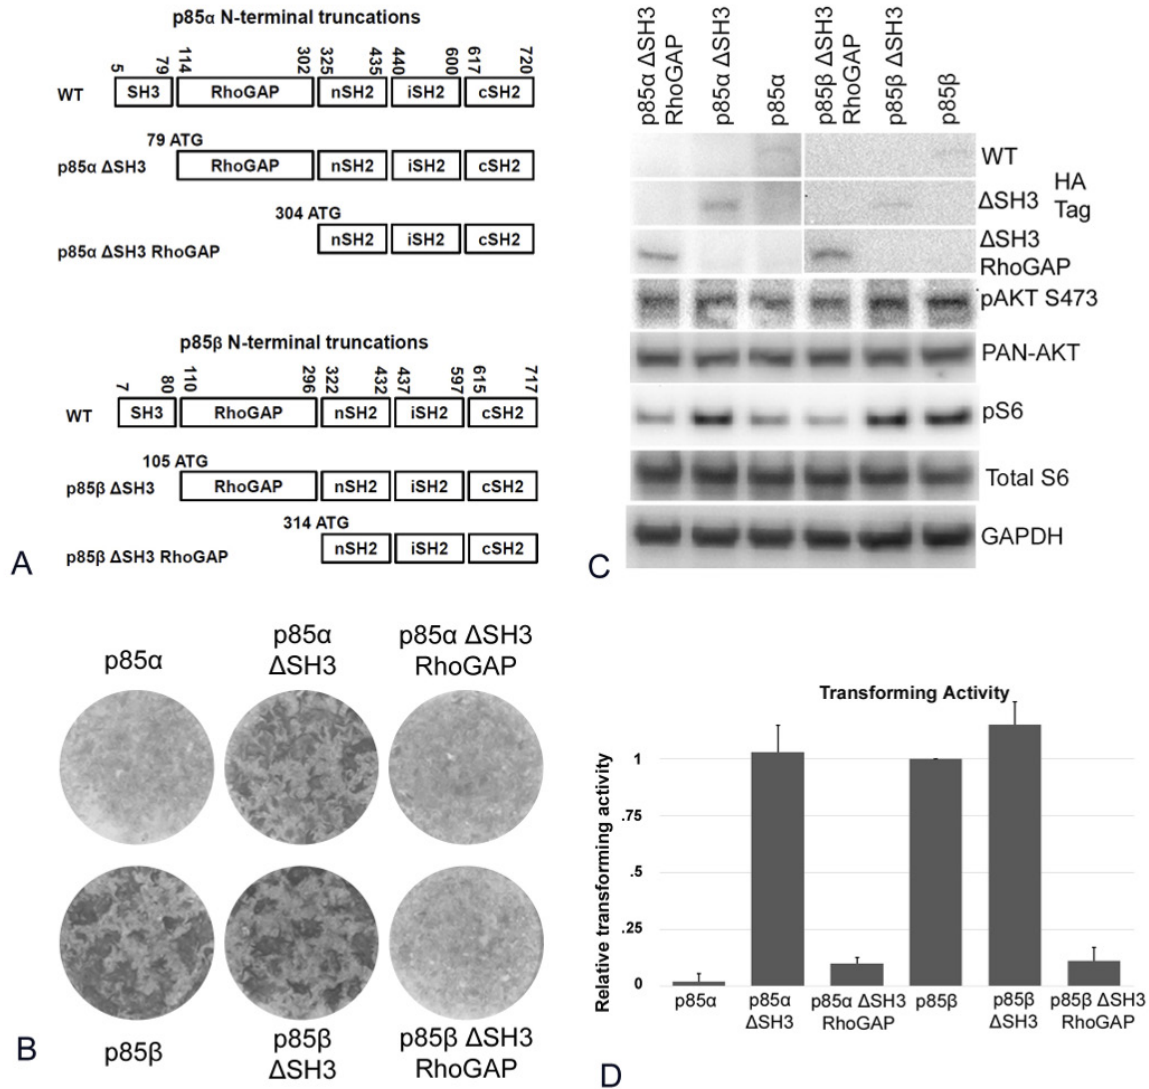 p85α N-terminal truncations
5 79 114 302 325 435 440 600 617 720
WT SH3 RhoGAP nSH2 iSH2 cSH2
79 ATG
p85α ΔSH3 RhoGAP nSH2 iSH2 cSH2
304 ATG
p85α ΔSH3 RhoGAP nSH2 iSH2 cSH2
p85β N-terminal truncations
7 80 110 296 322 432 437 597 615 717
WT SH3 RhoGAP nSH2 iSH2 cSH2
105 ATG
p85β ΔSH3 RhoGAP nSH2 iSH2 cSH2
314 ATG
p85β ΔSH3 RhoGAP nSH2 iSH2 cSH2
A
p85α ΔSH3
RhoGAP
p85α ΔSH3
p85α
p85β ΔSH3
RhoGAP
p85β ΔSH3
p85β
WT
ΔSH3
HA
Tag
ΔSH3
RhoGAP
pAKT S473
PAN-AKT
pS6
Total S6
GAPDH
C
p85α
p85α
ΔSH3
p85α ΔSH3
RhoGAP
p85β
p85β
ΔSH3
p85β ΔSH3
RhoGAP
B
Transforming Activity
Relative transforming activity
1
.75
.5
.25
0
p85α
p85α
ΔSH3
p85α ΔSH3
RhoGAP
p85β
p85β
ΔSH3
p85β ΔSH3
RhoGAP
D